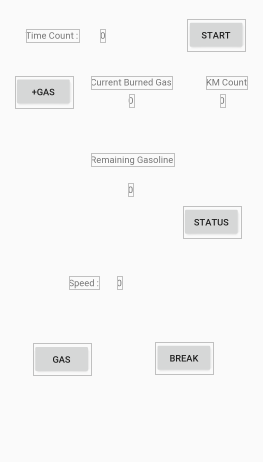 Time Count : 0 START
+GAS Current Burned Gas KM Count
0 0
Remaining Gasoline
0
STATUS
Speed : 0
GAS BREAK